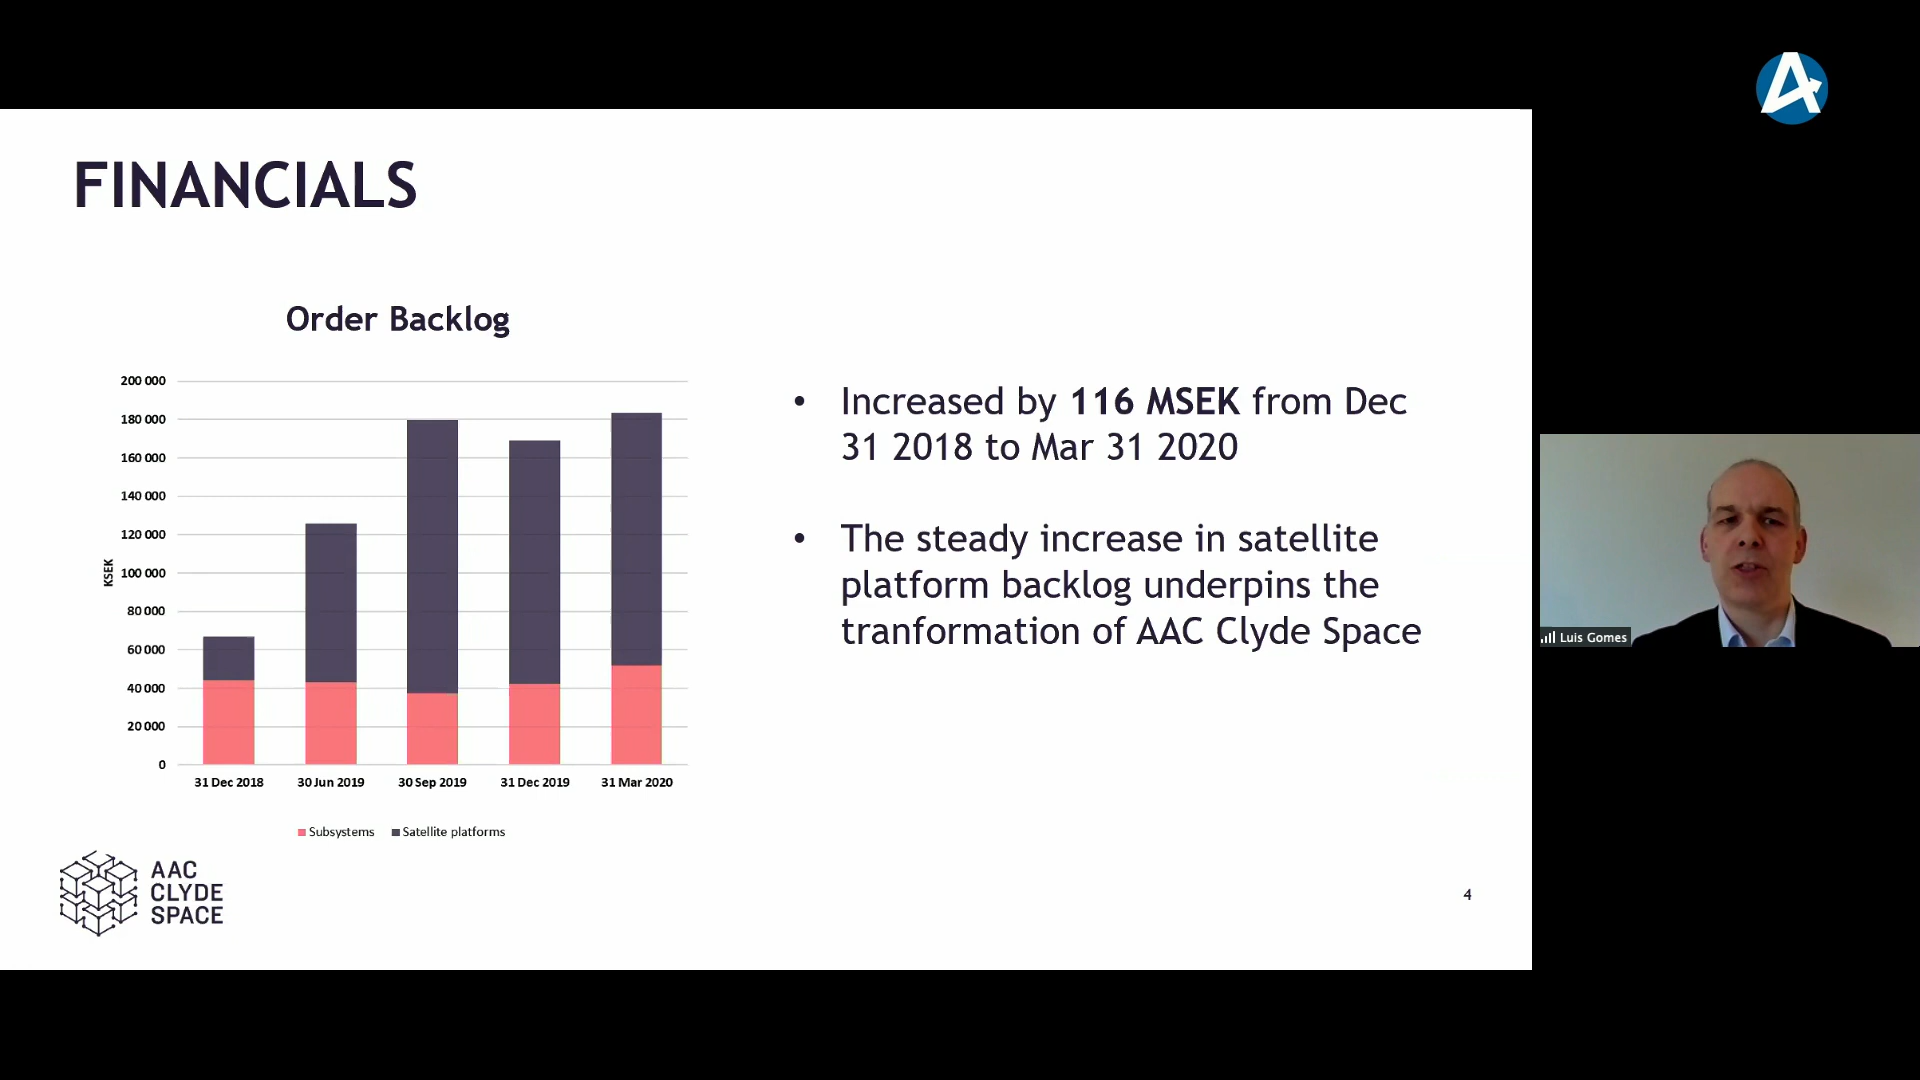 FINANCIALS
Order Backlog
200 000
180 000
160 000
140 000
120 000
100 000
80 000
60 000
40 000
20 000
0
KSEK
31 Dec 2018
30 Jun 2019
30 Sep 2019
31 Dec 2019
31 Mar 2020
Subsystems
Satellite platforms
• Increased by 116 MSEK from Dec
31 2018 to Mar 31 2020
• The steady increase in satellite
platform backlog underpins the
tranformation of AAC Clyde Space
Luis Gomes
AAC
CLYDE
SPACE
4